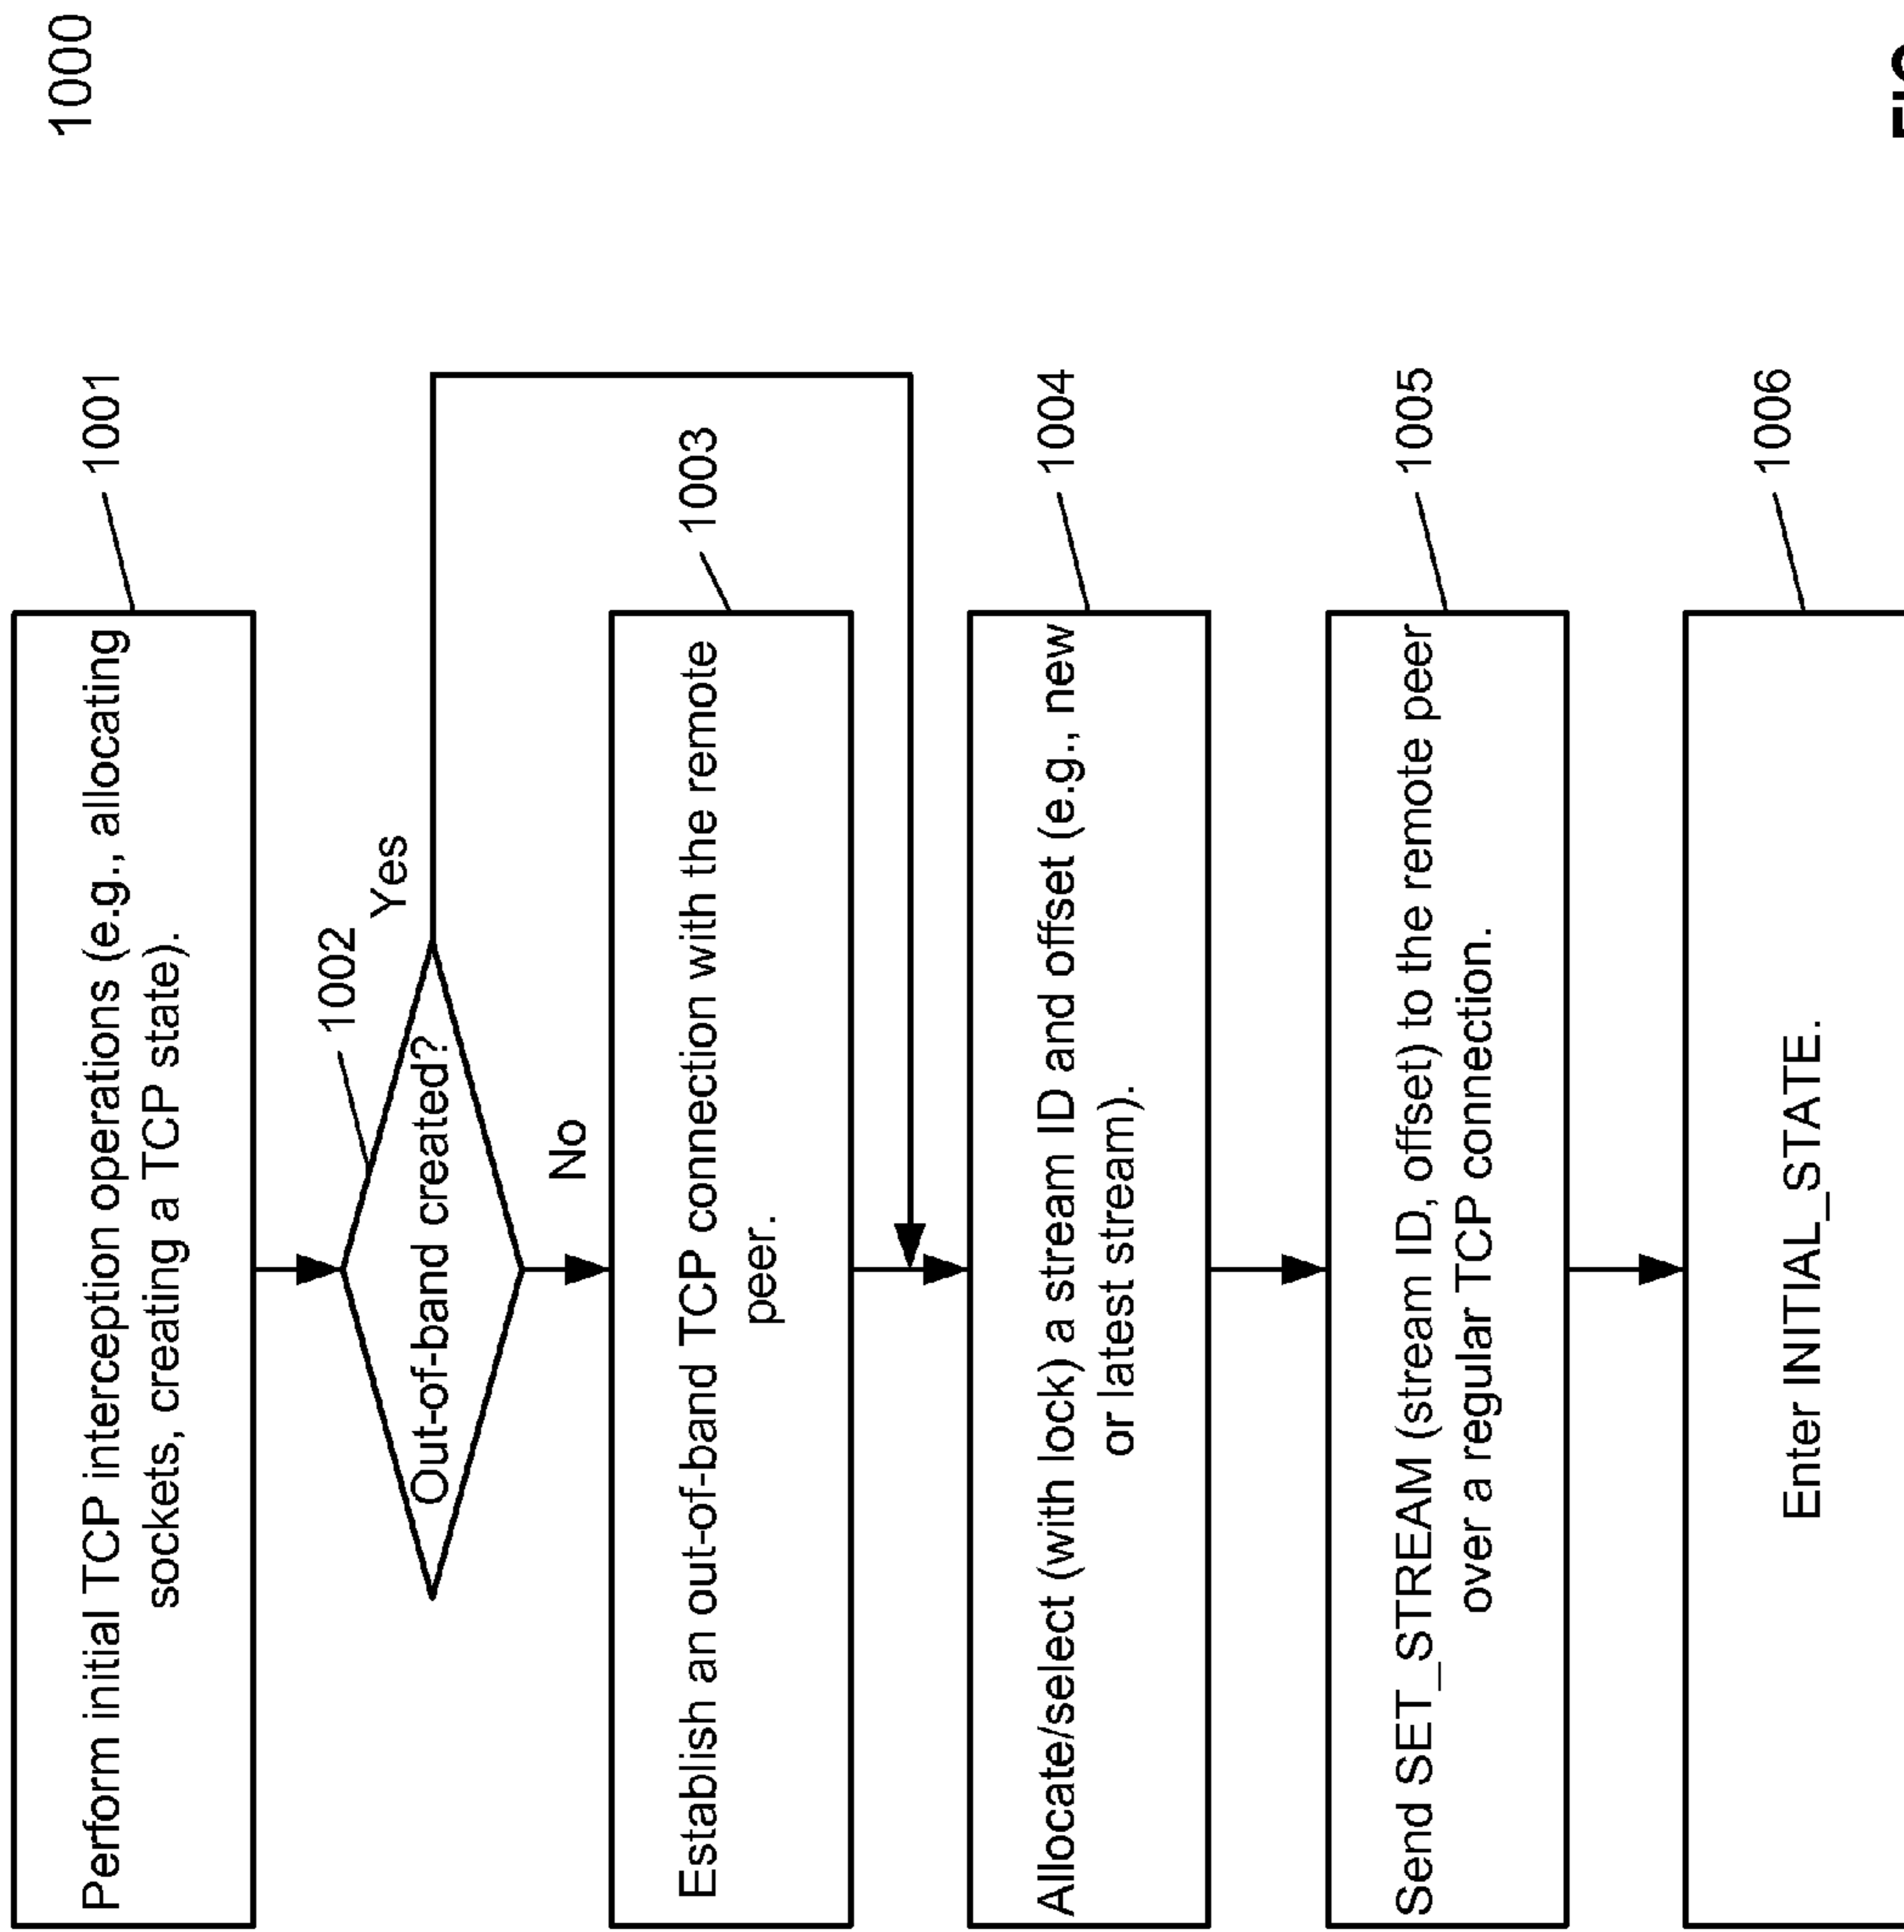 1000
Perform initial TCP interception operations (e.g., allocating
sockets, creating a TCP state).
1001
Out-of-band created?
1002
Yes
No
Establish an out-of-band TCP connection with the remote
peer.
1003
Allocate/select (with lock) a stream ID and offset (e.g., new
or latest stream).
1004
Send SET_STREAM (stream ID, offset) to the remote peer
over a regular TCP connection.
1005
Enter INITIAL_STATE.
1006